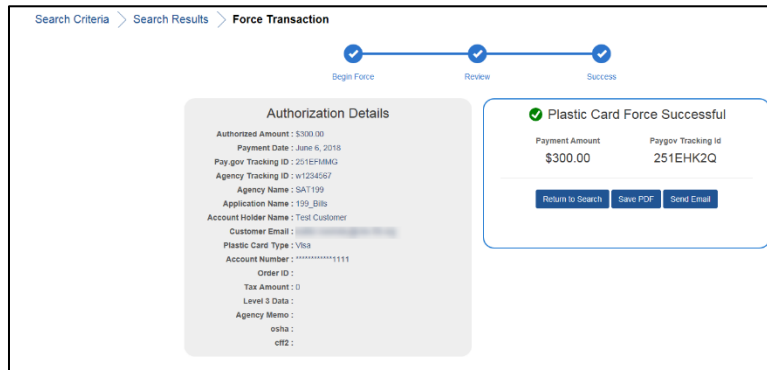 Search Criteria > Search Results > Force Transaction
Begin Force Review Success
Authorization Details
Authorized Amount : $300.00
Payment Date : June 6, 2018
Pay.gov Tracking ID : 251EFMMG
Agency Tracking ID : w1234567
Agency Name : SAT199
Application Name : 199_Bills
Account Holder Name : Test Customer
Customer Email :
Plastic Card Type : Visa
Account Number : ************1111
Order ID :
Tax Amount : 0
Level 3 Data :
Agency Memo :
osha :
cff2 :
Plastic Card Force Successful
Payment Amount Paygov Tracking Id
$300.00 251EHK2Q
Return to Search Save PDF Send Email